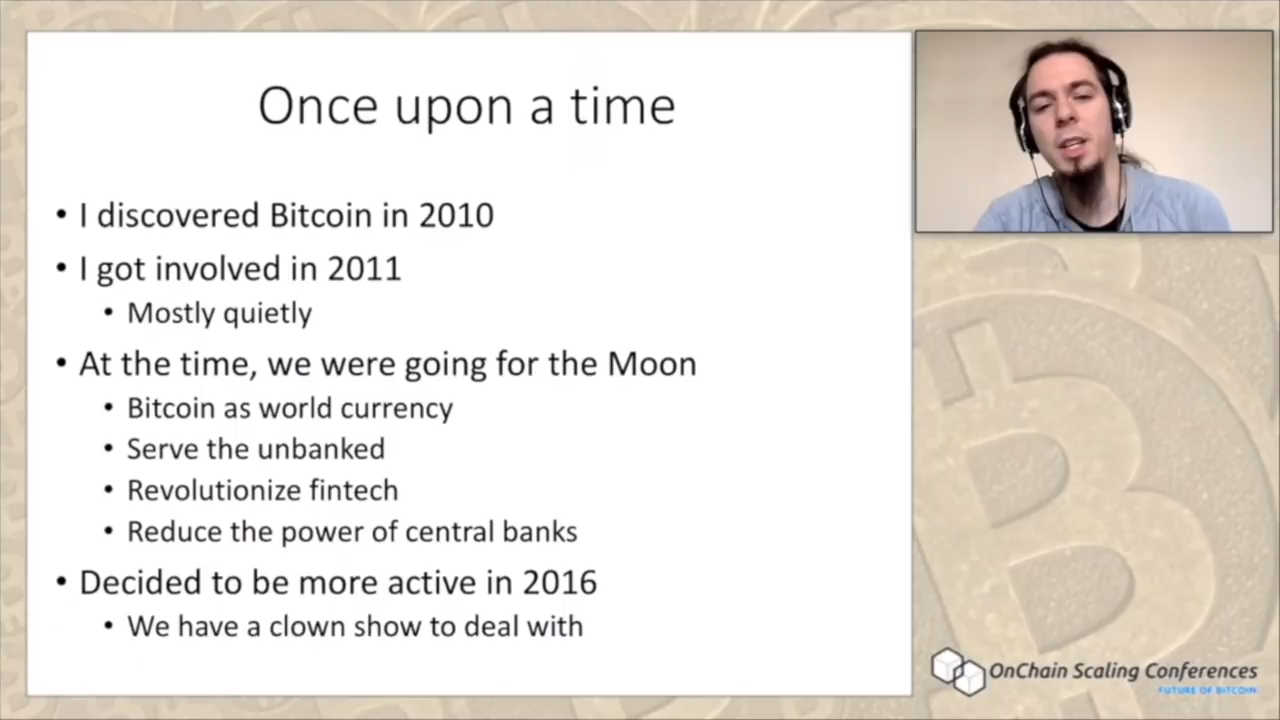 Once upon a time
• I discovered Bitcoin in 2010
• I got involved in 2011
• Mostly quietly
• At the time, we were going for the Moon
• Bitcoin as world currency
• Serve the unbanked
• Revolutionize fintech
• Reduce the power of central banks
• Decided to be more active in 2016
• We have a clown show to deal with
OnChain Scaling Conferences
FUTURE OF BITCOIN